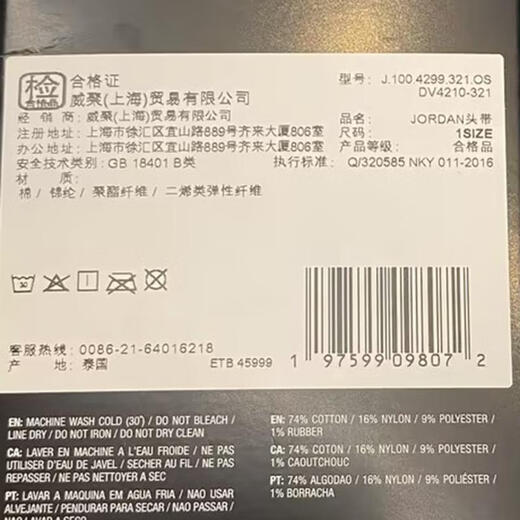 检
合格证
型号: J.100.4299.321.OS
威聚(上海)贸易有限公司
DV4210-321
经 销 商: 威聚(上海)贸易有限公司
品名: JORDAN头带
注册地址: 上海市徐汇区宜山路889号齐来大厦806室
尺码: 1SIZE
办公地址: 上海市徐汇区宜山路889号齐来大厦806室
产品等级: 合格品
安全技术类别: GB 18401 B类
执行标准: Q/320585 NKY 011-2016
材 质:
棉 / 锦纶 / 聚酯纤维 / 二烯类弹性纤维
30
客服热线: 0086-21-64016218
产 地: 泰国
ETB 45999
1 97599 09807 2
EN: MACHINE WASH COLD (30°) / DO NOT BLEACH /
LINE DRY / DO NOT IRON / DO NOT DRY CLEAN
CA: LAVER EN MACHINE A L'EAU FROIDE / NE PAS
UTILISER D'EAU DE JAVEL / SECHER AU FIL / NE PAS
REPASSER / NE PAS NETTOYER A SEC
PT: LAVAR A MAQUINA EM AGUA FRIA / NAO USAR
ALVEJANTE / PENDURAR PARA SECAR / NAO PASSAR /
EN: 74% COTTON / 16% NYLON / 9% POLYESTER /
1% RUBBER
CA: 74% COTON / 16% NYLON / 9% POLYESTER /
1% CAOUTCHOUC
PT: 74% ALGODAO / 16% NYLON / 9% POLIÉSTER /
1% BORRACHA